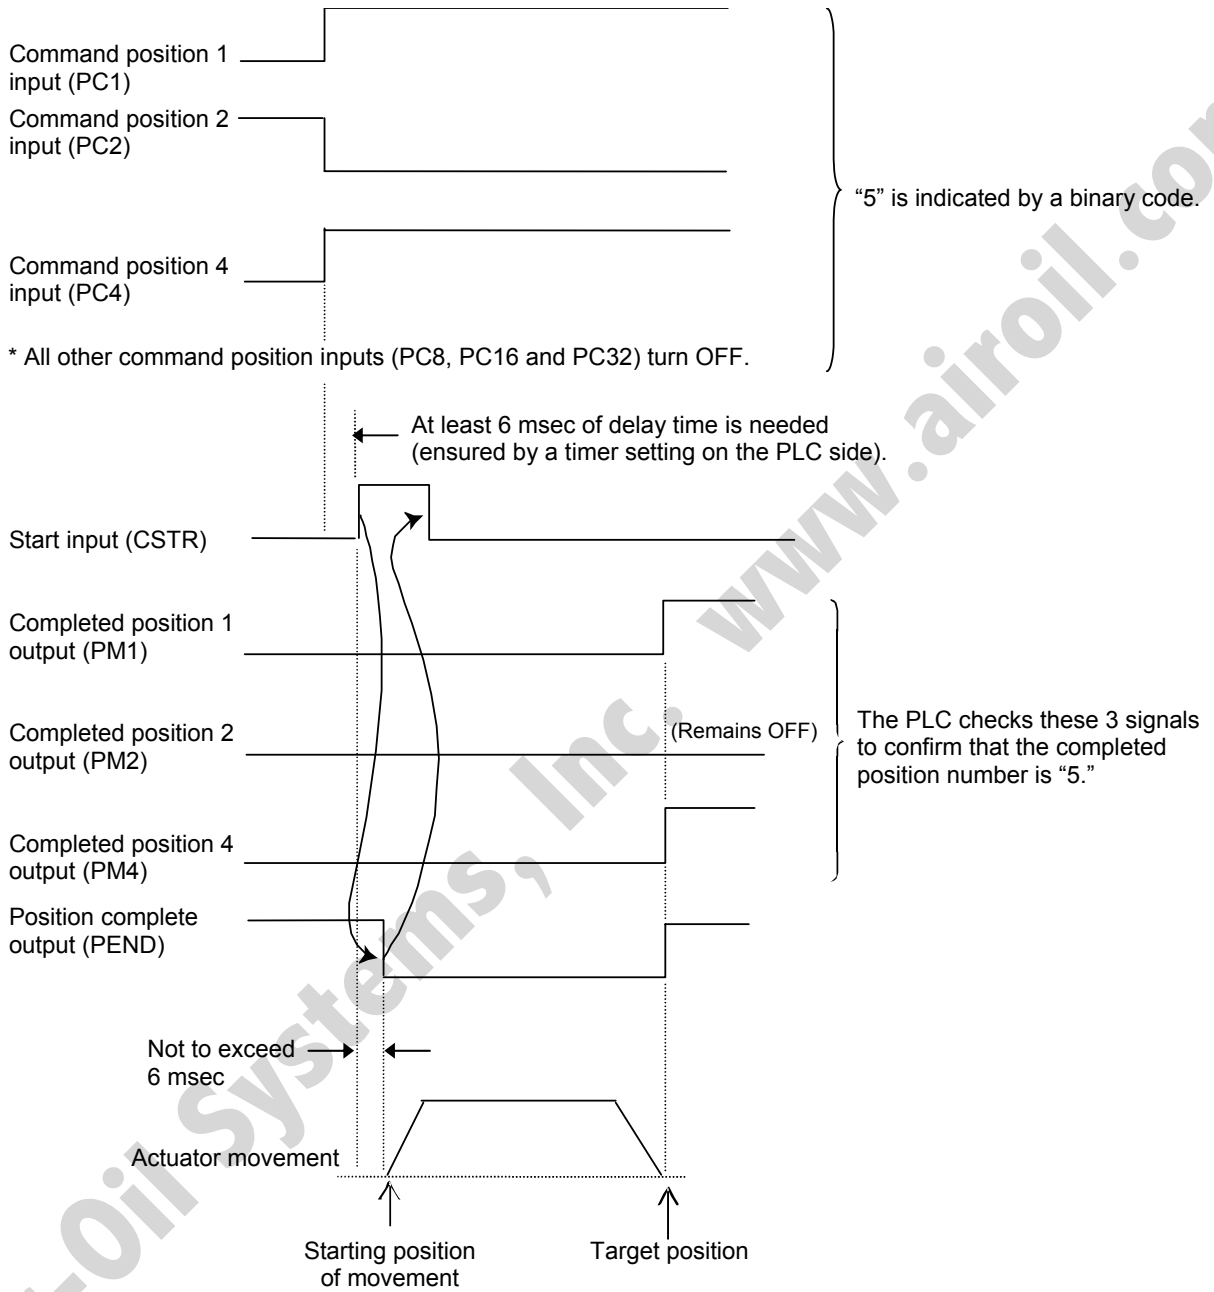 Command position 1
input (PC1)
Command position 2
input (PC2)
“5” is indicated by a binary code.
Command position 4
input (PC4)
* All other command position inputs (PC8, PC16 and PC32) turn OFF.
At least 6 msec of delay time is needed
(ensured by a timer setting on the PLC side).
Start input (CSTR)
Completed position 1
output (PM1)
Completed position 2
output (PM2)
(Remains OFF)
The PLC checks these 3 signals
to confirm that the completed
position number is “5.”
Completed position 4
output (PM4)
Position complete
output (PEND)
Not to exceed
6 msec
Actuator movement
Starting position
of movement
Target position
-Oil Systems, Inc. www.airoil.com